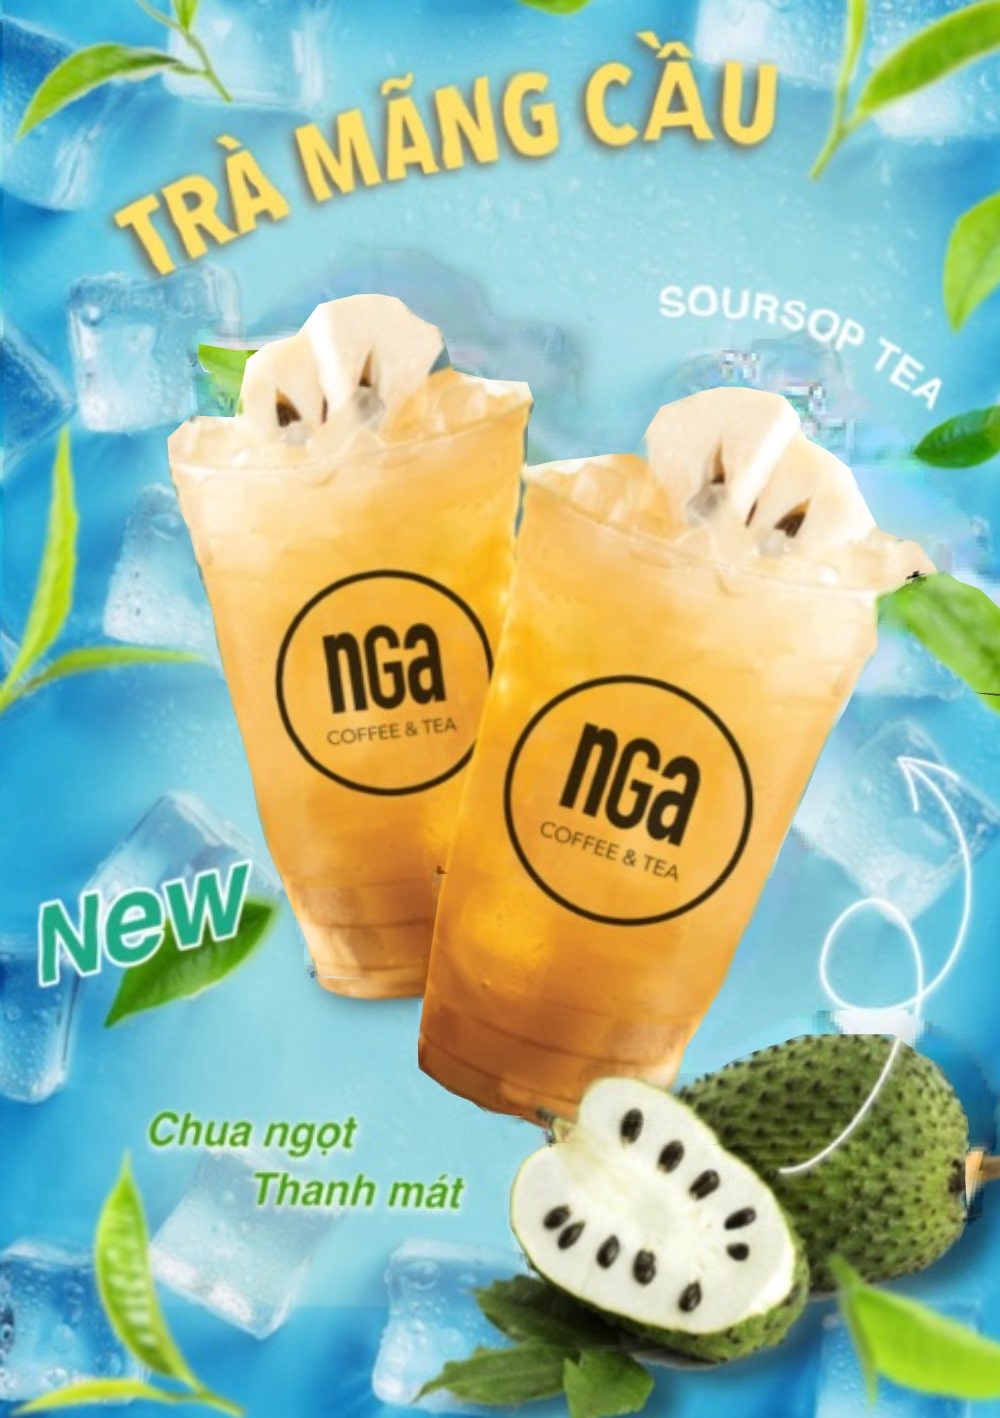 TRÀ MÃNG CẦU
SOURSOP TEA
nGa
COFFEE & TEA
nGa
COFFEE & TEA
New
Chua ngọt
Thanh mát